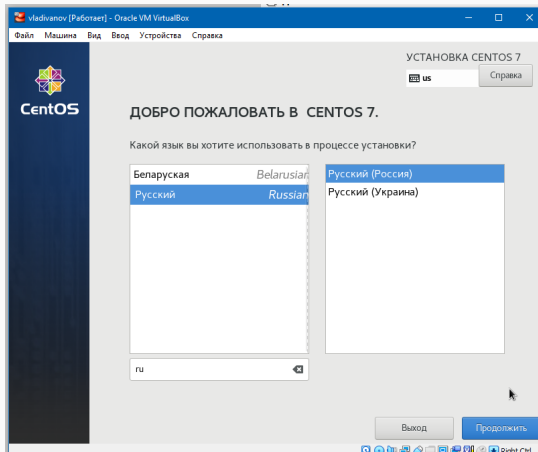 vladivanov [Работает] - Oracle VM VirtualBox
Файл Машина Вид Ввод Устройства Справка
УСТАНОВКА CENTOS 7
us Справка
CentOS
ДОБРО ПОЖАЛОВАТЬ В CENTOS 7.
Какой язык вы хотите использовать в процессе установки?
Беларуская Belarusian
Русский Russian
Русский (Россия)
Русский (Украина)
ru
Выход Продолжить
Right Ctrl